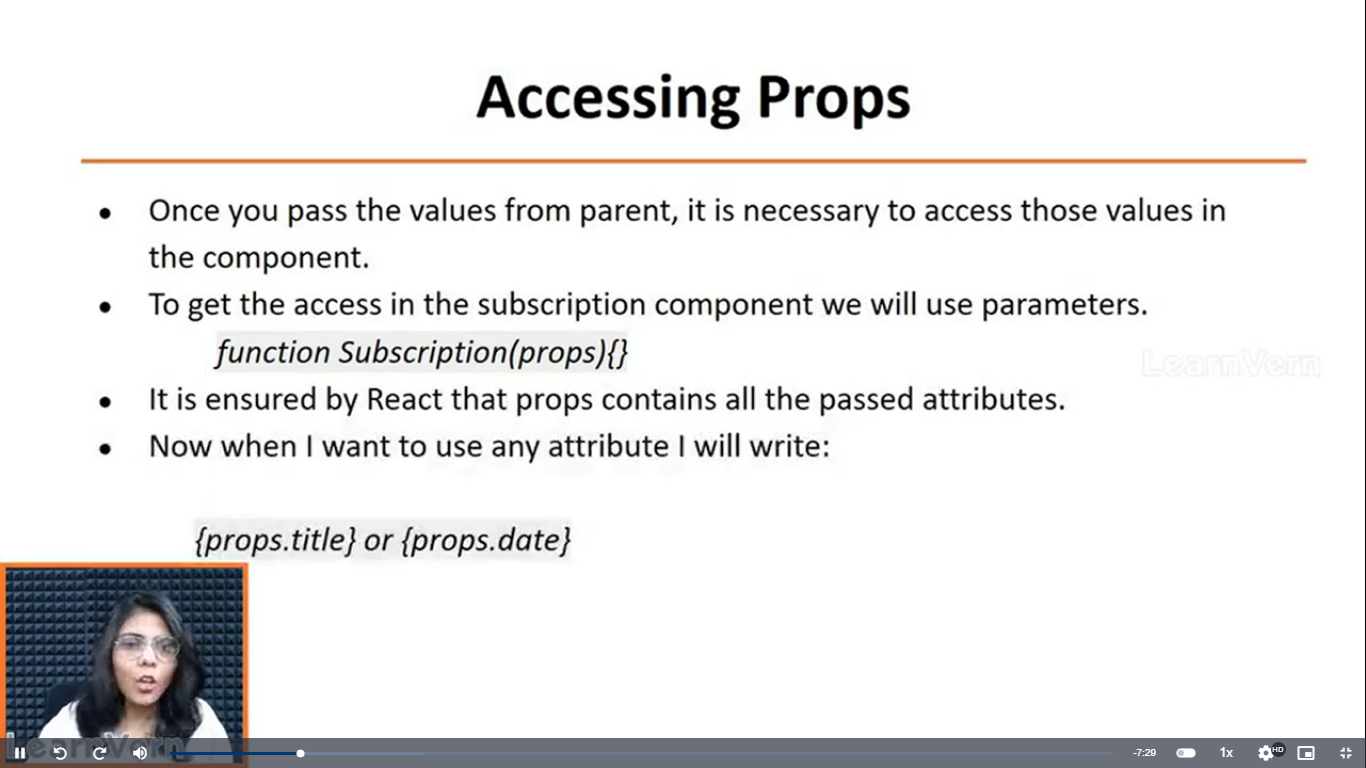 Accessing Props
Once you pass the values from parent, it is necessary to access those values in
the component.
To get the access in the subscription component we will use parameters.
function Subscription(props){}
LearnVern
It is ensured by React that props contains all the passed attributes.
Now when I want to use any attribute I will write:
{props.title} or {props.date}
LearnVern
-7:29
1x
HD